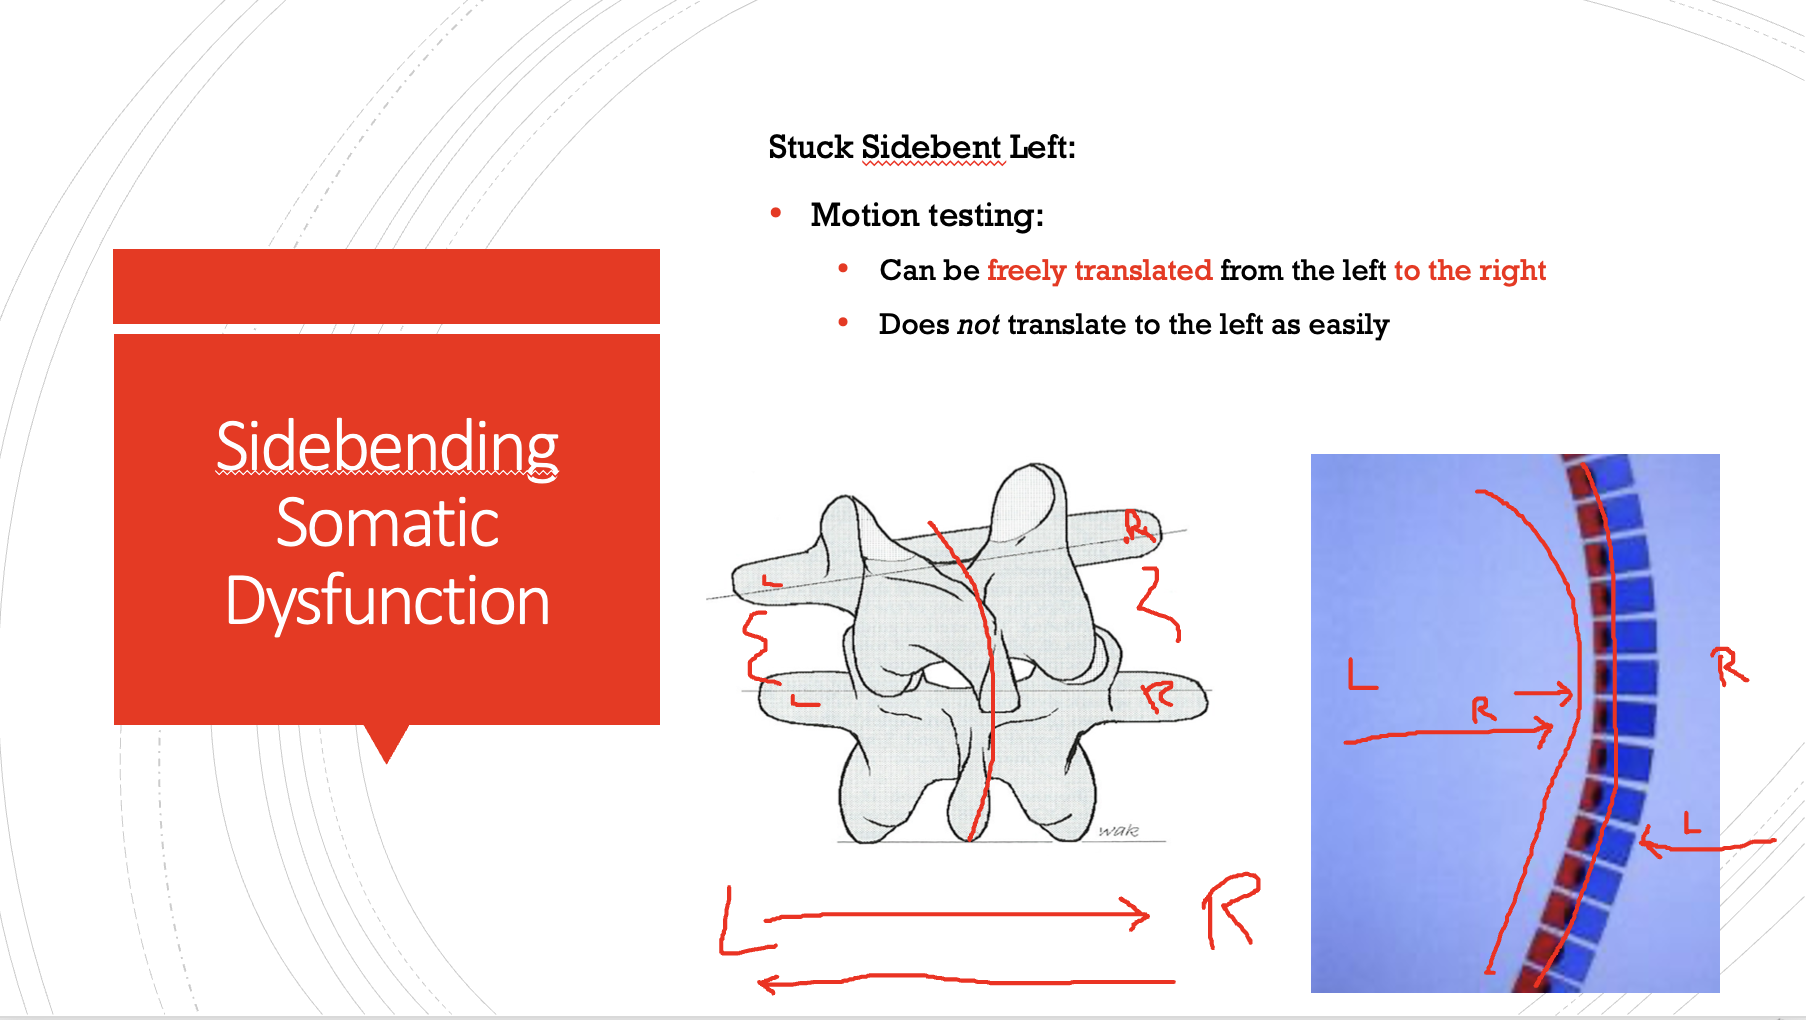 Sidebending
Somatic
Dysfunction
Stuck Sidebent Left:
• Motion testing:
• Can be freely translated from the left to the right
• Does not translate to the left as easily
L
R
L
R
wak
L
R
L
R
R
L